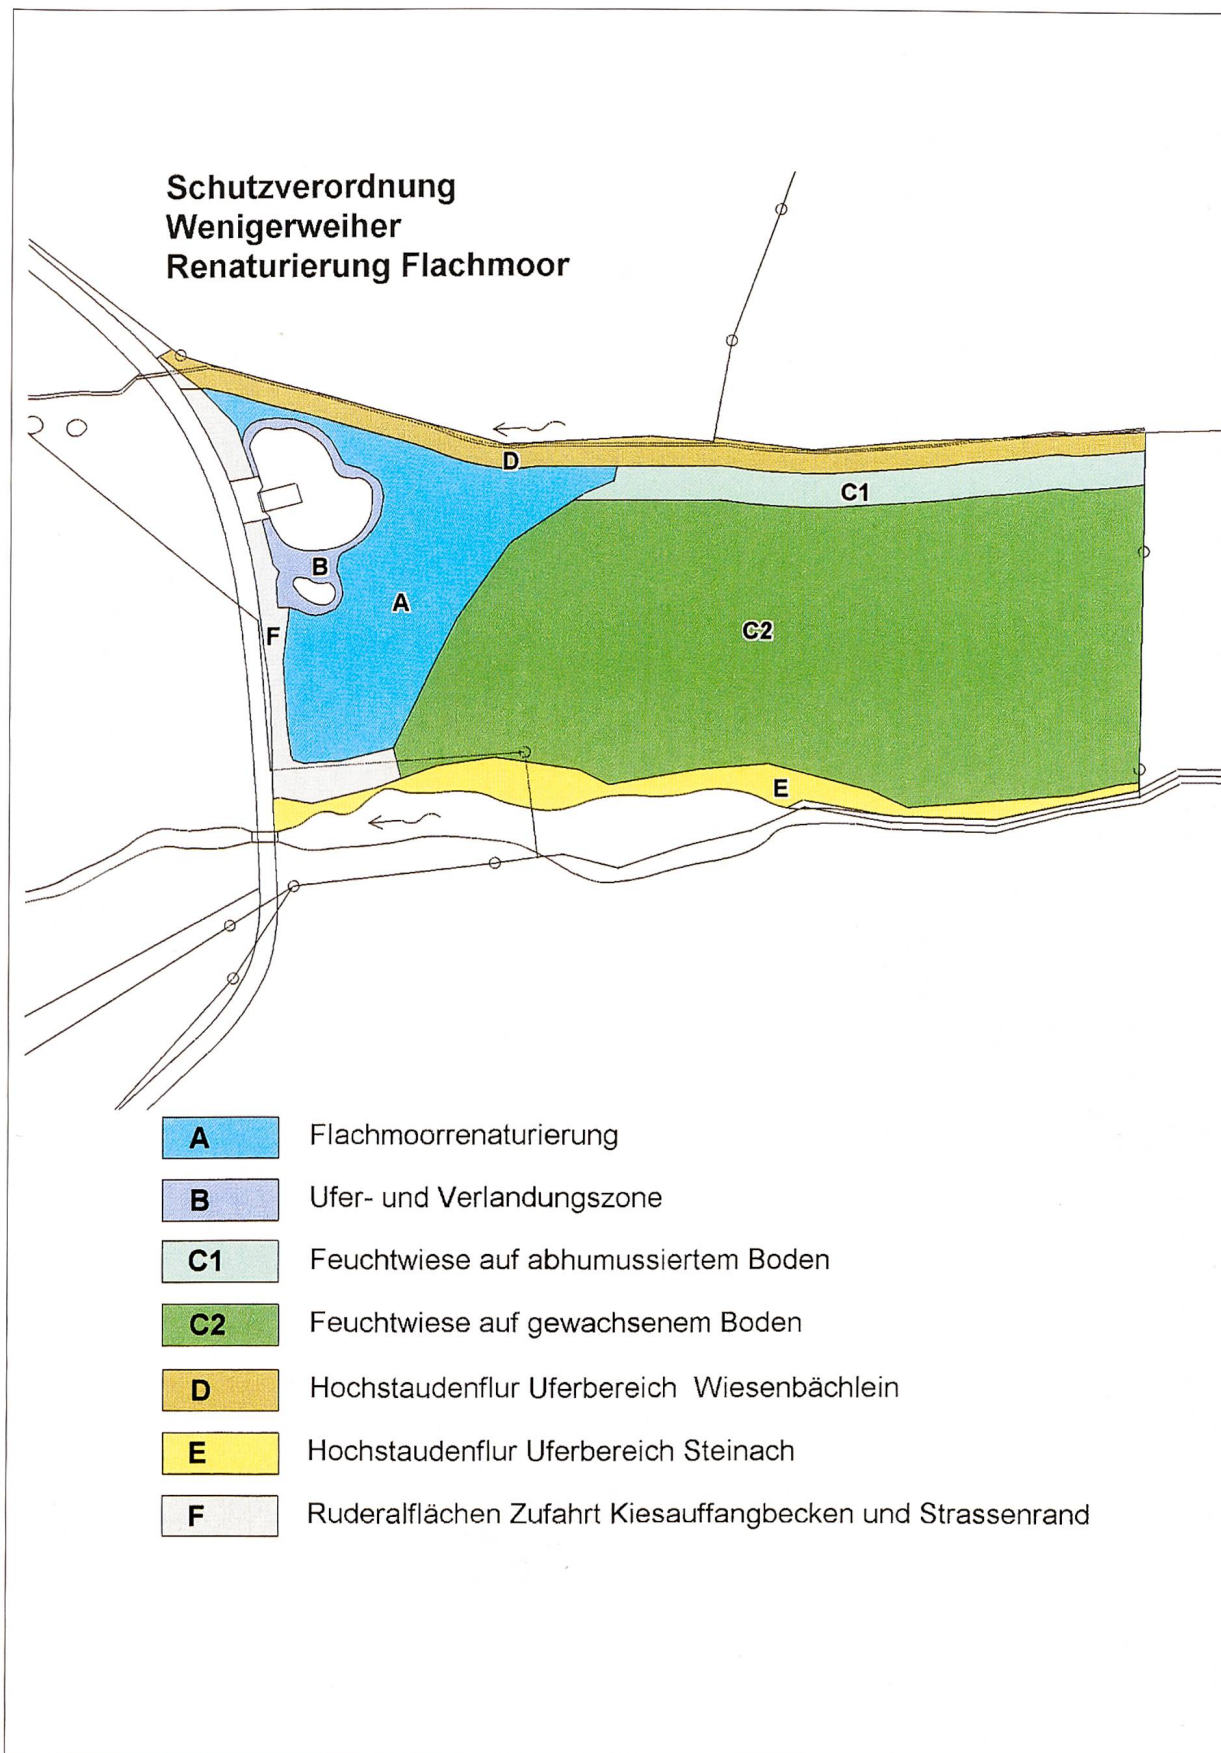 Schutzverordnung
Wenigerweiher
Renaturierung Flachmoor
D
C1
B
A
C2
F
E
A Flachmoorrenaturierung
B Ufer- und Verlandungszone
C1 Feuchtwiese auf abhumussiertem Boden
C2 Feuchtwiese auf gewachsenem Boden
D Hochstaudenflur Uferbereich Wiesenbächlein
E Hochstaudenflur Uferbereich Steinach
F Ruderalflächen Zufahrt Kiesauffangbecken und Strassenrand